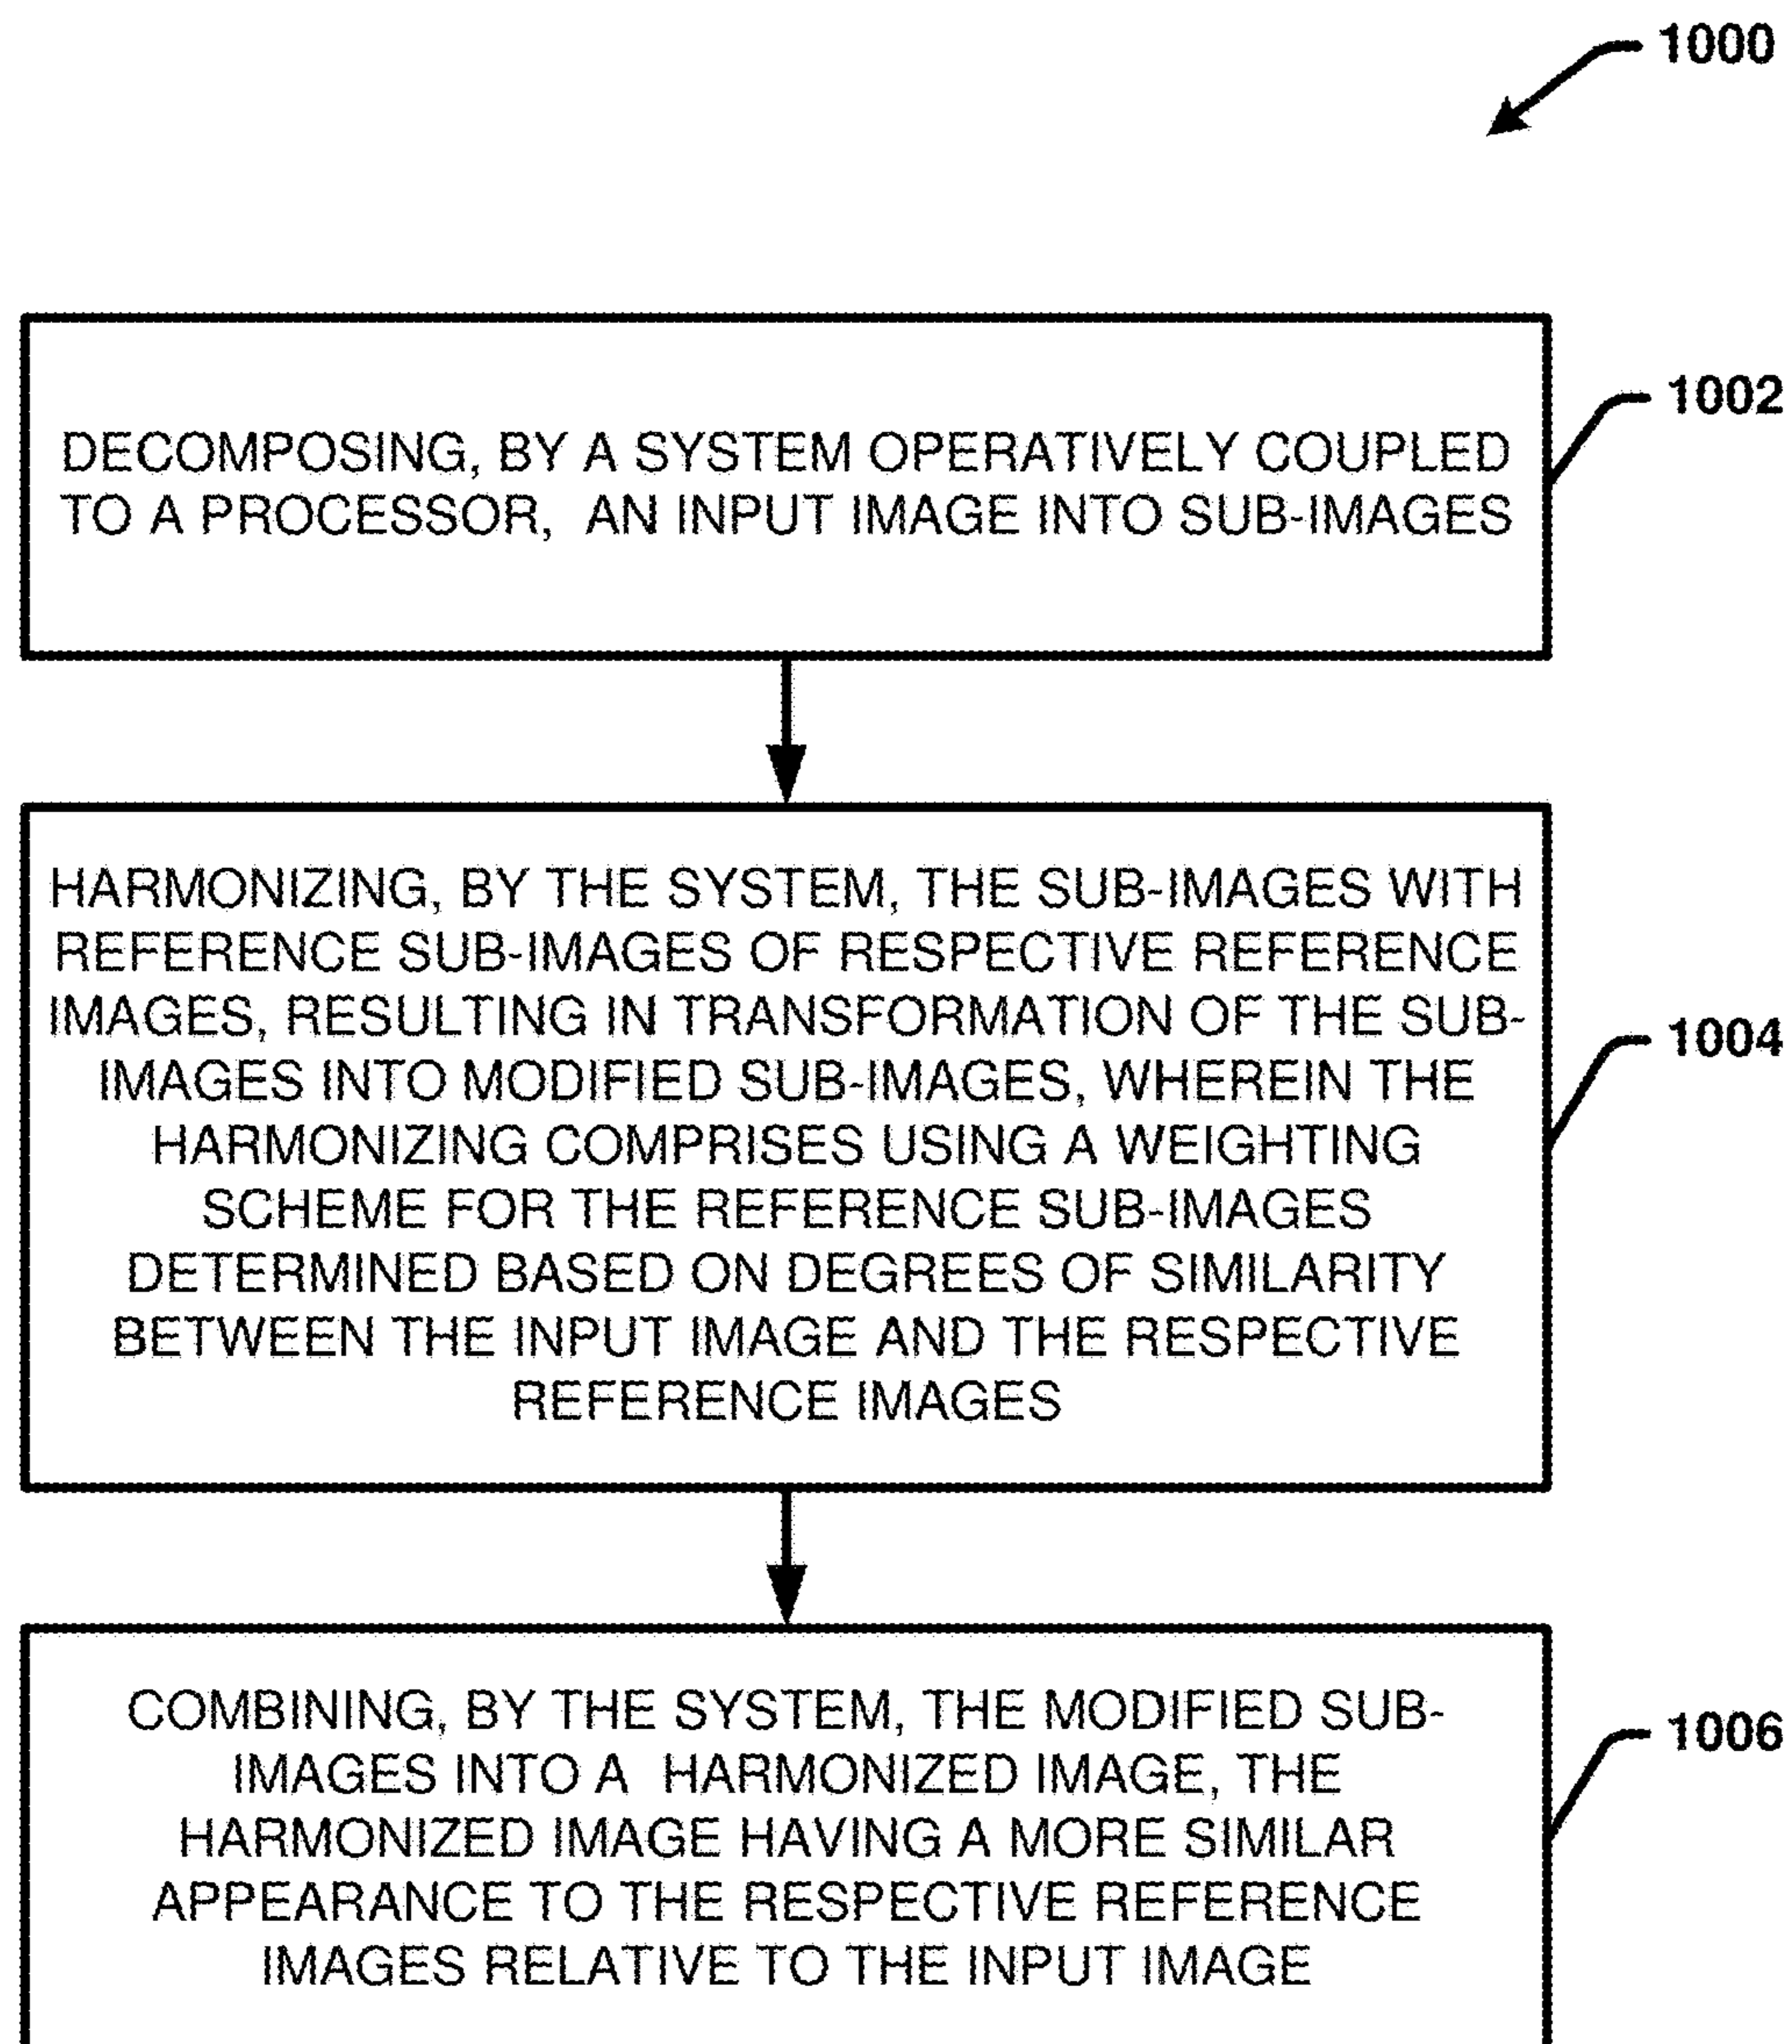 1000
1002
DECOMPOSING, BY A SYSTEM OPERATIVELY COUPLED
TO A PROCESSOR, AN INPUT IMAGE INTO SUB-IMAGES
HARMONIZING, BY THE SYSTEM, THE SUB-IMAGES WITH
REFERENCE SUB-IMAGES OF RESPECTIVE REFERENCE
IMAGES, RESULTING IN TRANSFORMATION OF THE SUB-
IMAGES INTO MODIFIED SUB-IMAGES, WHEREIN THE
HARMONIZING COMPRISES USING A WEIGHTING
SCHEME FOR THE REFERENCE SUB-IMAGES
DETERMINED BASED ON DEGREES OF SIMILARITY
BETWEEN THE INPUT IMAGE AND THE RESPECTIVE
REFERENCE IMAGES
1004
COMBINING, BY THE SYSTEM, THE MODIFIED SUB-
IMAGES INTO A HARMONIZED IMAGE, THE
HARMONIZED IMAGE HAVING A MORE SIMILAR
APPEARANCE TO THE RESPECTIVE REFERENCE
IMAGES RELATIVE TO THE INPUT IMAGE
1006